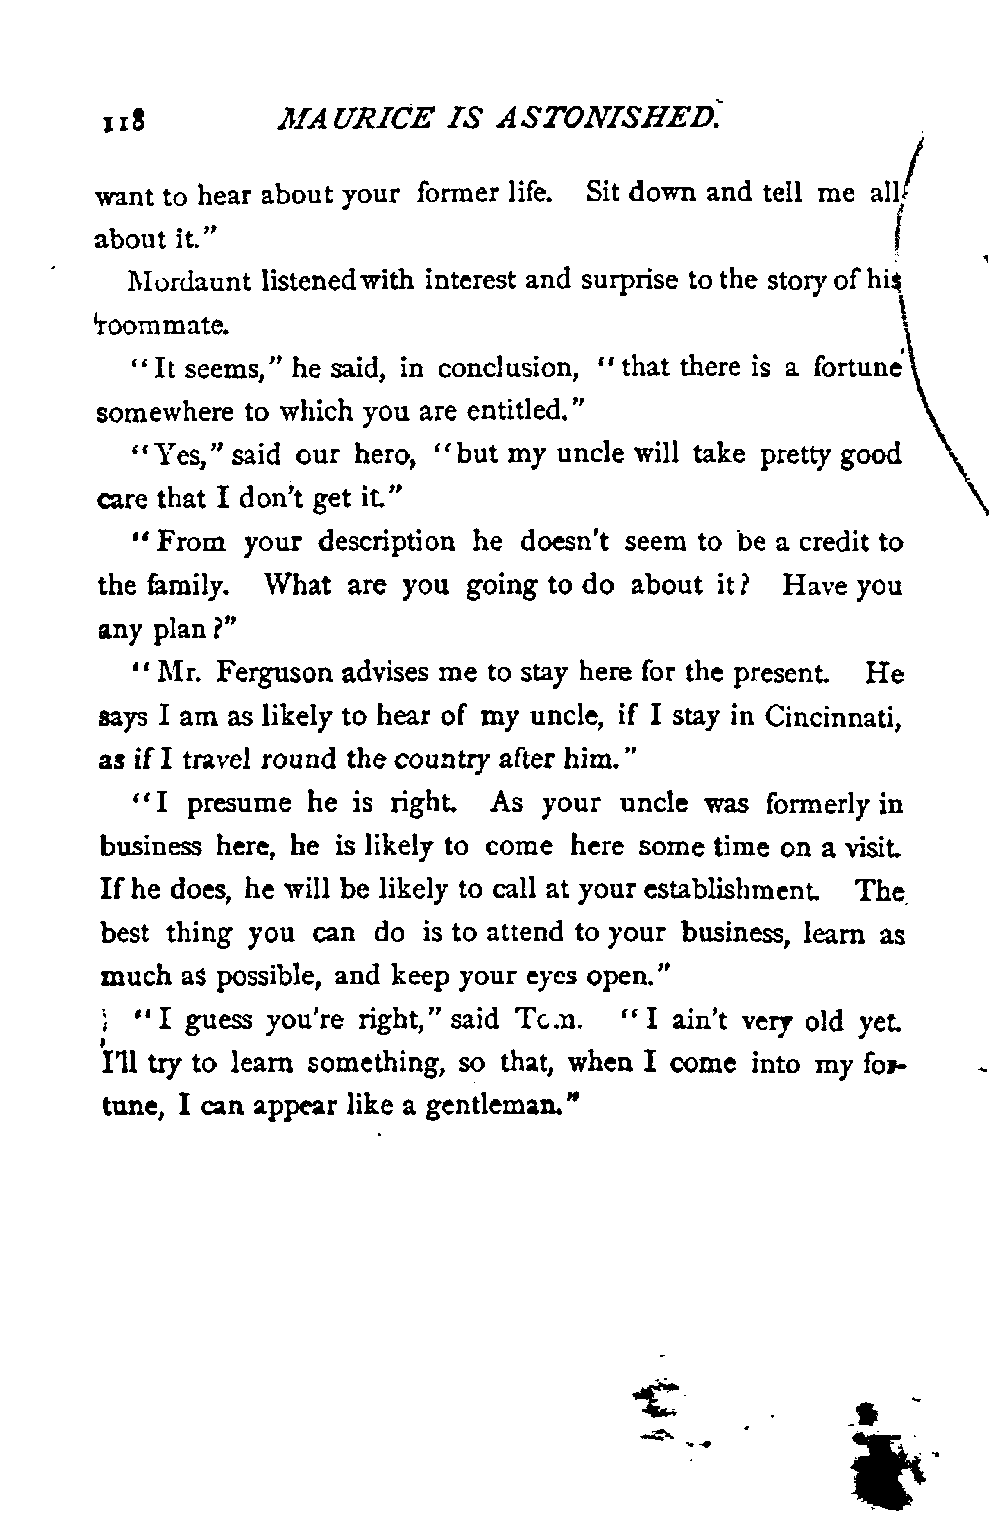 118 MAURICE IS ASTONISHED.
want to hear about your former life. Sit down and tell me all
about it."
Mordaunt listened with interest and surprise to the story of his
roommate.
"It seems," he said, in conclusion, "that there is a fortune
somewhere to which you are entitled."
"Yes," said our hero, "but my uncle will take pretty good
care that I don't get it."
"From your description he doesn't seem to be a credit to
the family. What are you going to do about it? Have you
any plan?"
"Mr. Ferguson advises me to stay here for the present. He
says I am as likely to hear of my uncle, if I stay in Cincinnati,
as if I travel round the country after him."
"I presume he is right. As your uncle was formerly in
business here, he is likely to come here some time on a visit.
If he does, he will be likely to call at your establishment. The
best thing you can do is to attend to your business, learn as
much as possible, and keep your eyes open."
"I guess you're right," said Tom. "I ain't very old yet.
I'll try to learn something, so that, when I come into my for-
tune, I can appear like a gentleman."